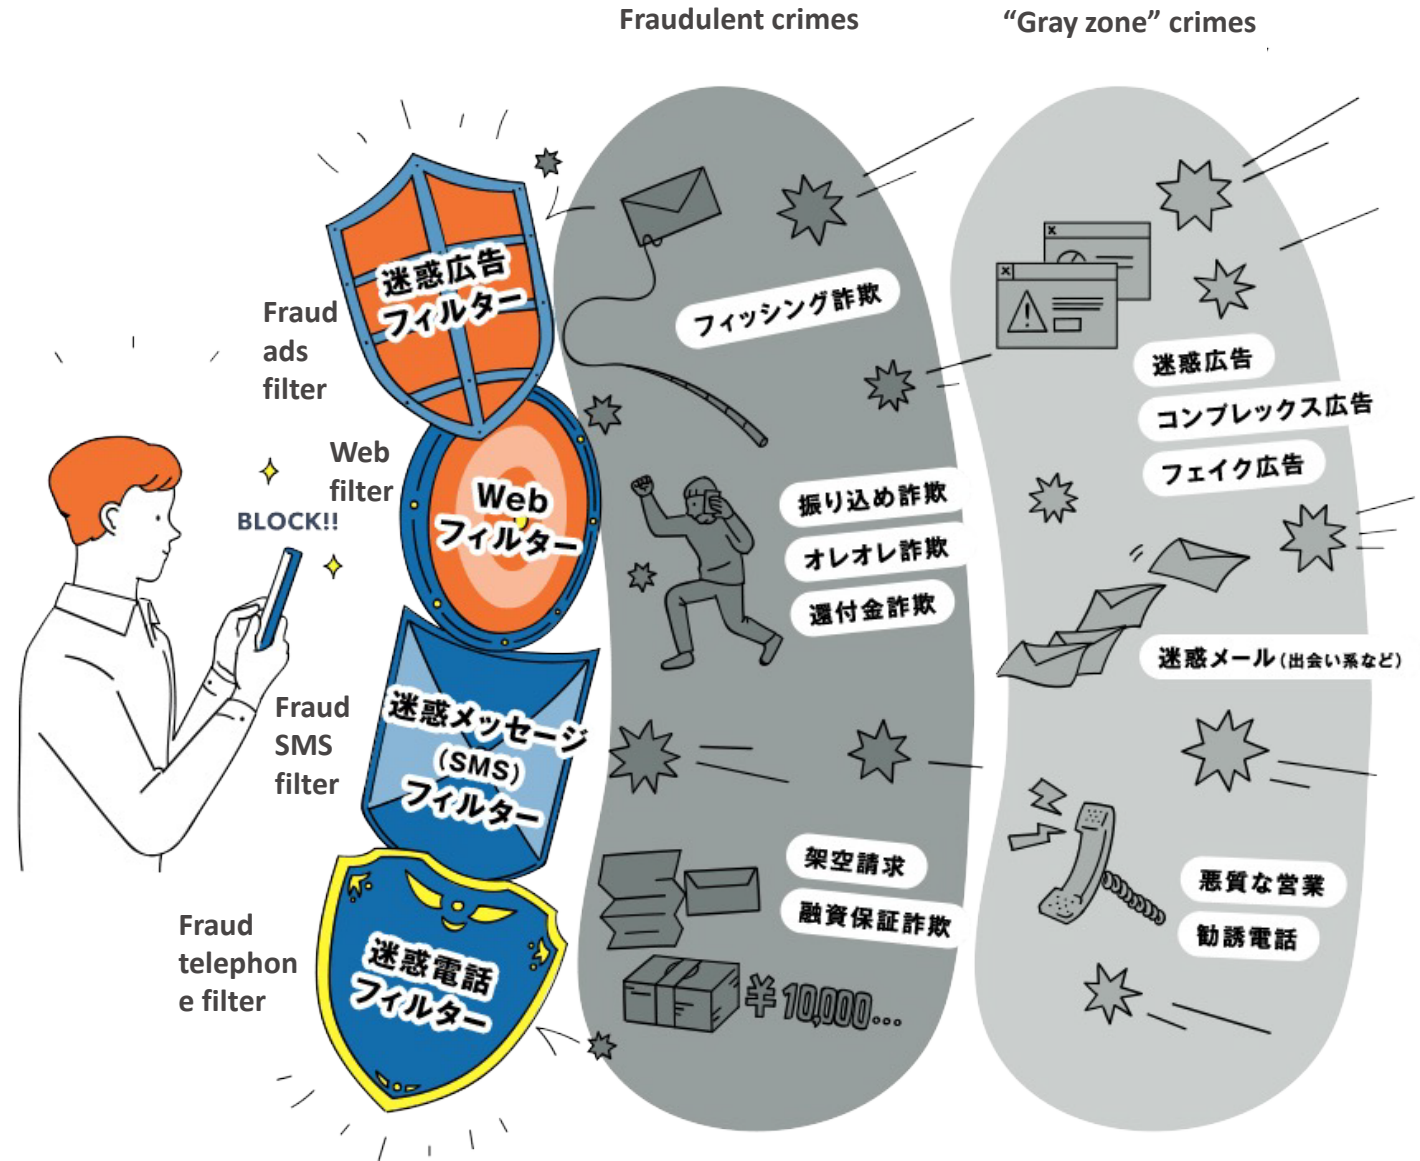 Fraudulent crimes
“Gray zone” crimes
迷惑広告
フィルター
Fraud
ads
filter
Web
filter
Web
フィルター
BLOCK!!
Fraud
SMS
filter
迷惑メッセージ
(SMS)
フィルター
Fraud
telephon
e filter
迷惑電話
フィルター
フィッシング詐欺
振り込め詐欺
オレオレ詐欺
還付金詐欺
架空請求
融資保証詐欺
¥10,000...
迷惑広告
コンプレックス広告
フェイク広告
迷惑メール(出会い系など)
悪質な営業
勧誘電話